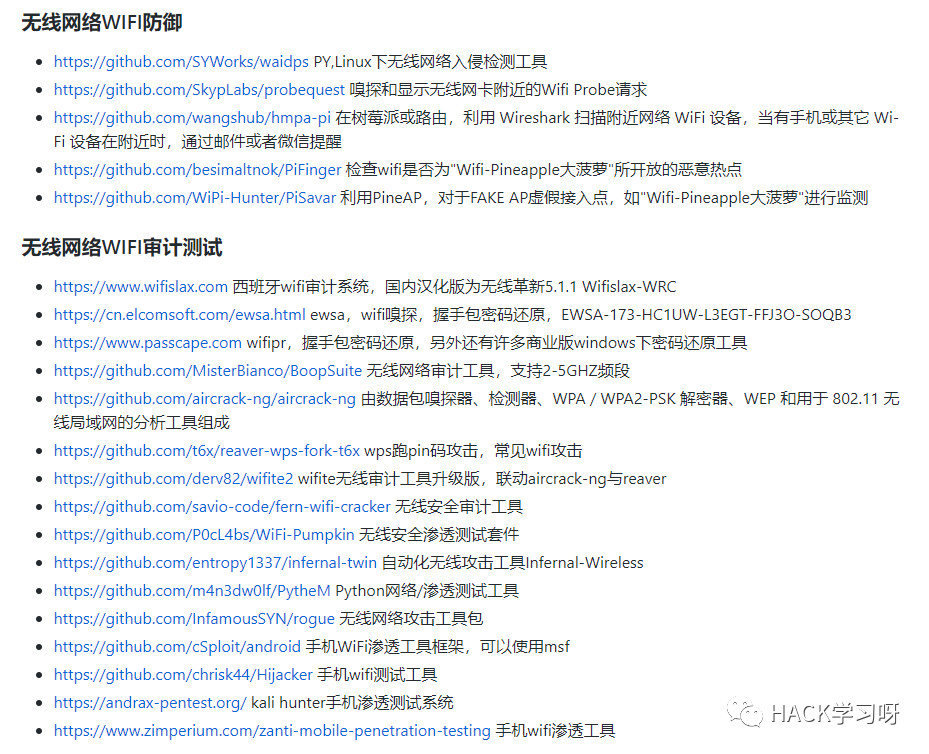 无线网络WIFI防御
https://github.com/SYWorks/waidps PY,Linux下无线网络入侵检测工具
https://github.com/SkypLabs/probequest 嗅探和显示无线网卡附近的Wifi Probe请求
https://github.com/wangshub/hmpa-pi 在树莓派或路由，利用 Wireshark 扫描附近网络 WiFi 设备，当有手机或其它 Wi-
Fi 设备在附近时，通过邮件或者微信提醒
https://github.com/besimaltnok/PiFinger 检查wifi是否为"Wifi-Pineapple大菠萝"所开放的恶意热点
https://github.com/WiPi-Hunter/PiSavar 利用PineAP，对于FAKE AP虚假接入点，如"Wifi-Pineapple大菠萝"进行监测
无线网络WIFI审计测试
https://www.wifislax.com 西班牙wifi审计系统，国内汉化版为无线革新5.1.1 Wifislax-WRC
https://cn.elcomsoft.com/ewsa.html ewsa，wifi嗅探，握手包密码还原，EWSA-173-HC1UW-L3EGT-FFJ3O-SOQB3
https://www.passcape.com wifipr，握手包密码还原，另外还有许多商业版windows下密码还原工具
https://github.com/MisterBianco/BoopSuite 无线网络审计工具，支持2-5GHZ频段
https://github.com/aircrack-ng/aircrack-ng 由数据包嗅探器、检测器、WPA / WPA2-PSK 解密器、WEP 和用于 802.11 无
线局域网的分析工具组成
https://github.com/t6x/reaver-wps-fork-t6x wps跑pin码攻击，常见wifi攻击
https://github.com/derv82/wifite2 wifite无线审计工具升级版，联动aircrack-ng与reaver
https://github.com/savio-code/fern-wifi-cracker 无线安全审计工具
https://github.com/P0cL4bs/WiFi-Pumpkin 无线安全渗透测试套件
https://github.com/entropy1337/infernal-twin 自动化无线攻击工具Infernal-Wireless
https://github.com/m4n3dw0lf/PytheM Python网络/渗透测试工具
https://github.com/InfamousSYN/rogue 无线网络攻击工具包
https://github.com/cSploit/android 手机WiFi渗透工具框架，可以使用msf
https://github.com/chrisk44/Hijacker 手机wifi测试工具
https://andrax-pentest.org/ kali hunter手机渗透测试系统
https://www.zimperium.com/zanti-mobile-penetration-testing 手机wifi渗透工具
HACK学习呀